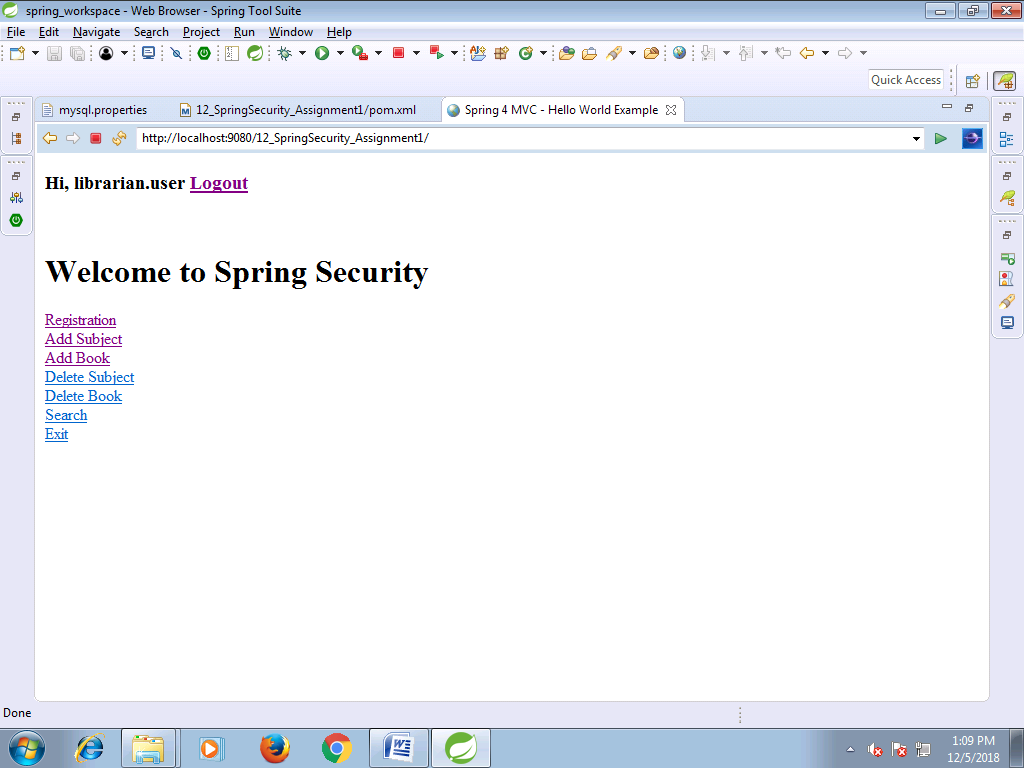 spring_workspace - Web Browser - Spring Tool Suite
File Edit Navigate Search Project Run Window Help
Quick Access
mysql.properties 12_SpringSecurity_Assignment1/pom.xml Spring 4 MVC - Hello World Example
http://localhost:9080/12_SpringSecurity_Assignment1/
Hi, librarian.user Logout
Welcome to Spring Security
Registration
Add Subject
Add Book
Delete Subject
Delete Book
Search
Exit
Done
1:09 PM
12/5/2018